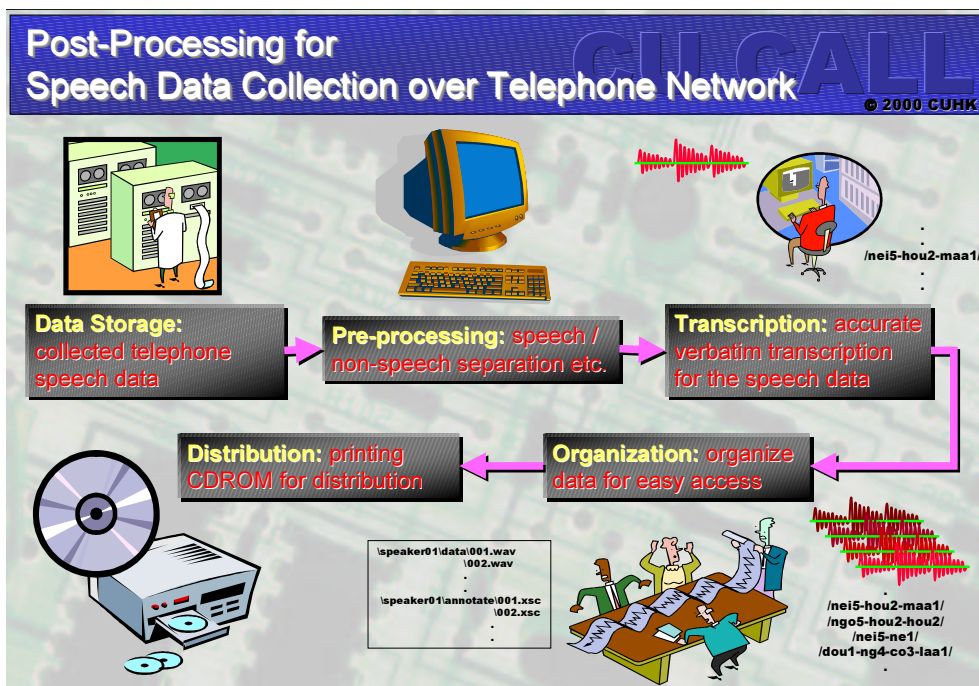 Post-Processing for
Speech Data Collection over Telephone Network
CU CALL
© 2000 CUHK
.
.
/nei5-hou2-maa1/
.
.
Data Storage:
collected telephone
speech data
Pre-processing: speech /
non-speech separation etc.
Transcription: accurate
verbatim transcription
for the speech data
Distribution: printing
CDROM for distribution
Organization: organize
data for easy access
\speaker01\data\001.wav
\002.wav
.
.
\speaker01\annotate\001.xsc
\002.xsc
.
.
.
/nei5-hou2-maa1/
/ngo5-hou2-hou2/
/nei5-ne1/
/dou1-ng4-co3-laa1/
.